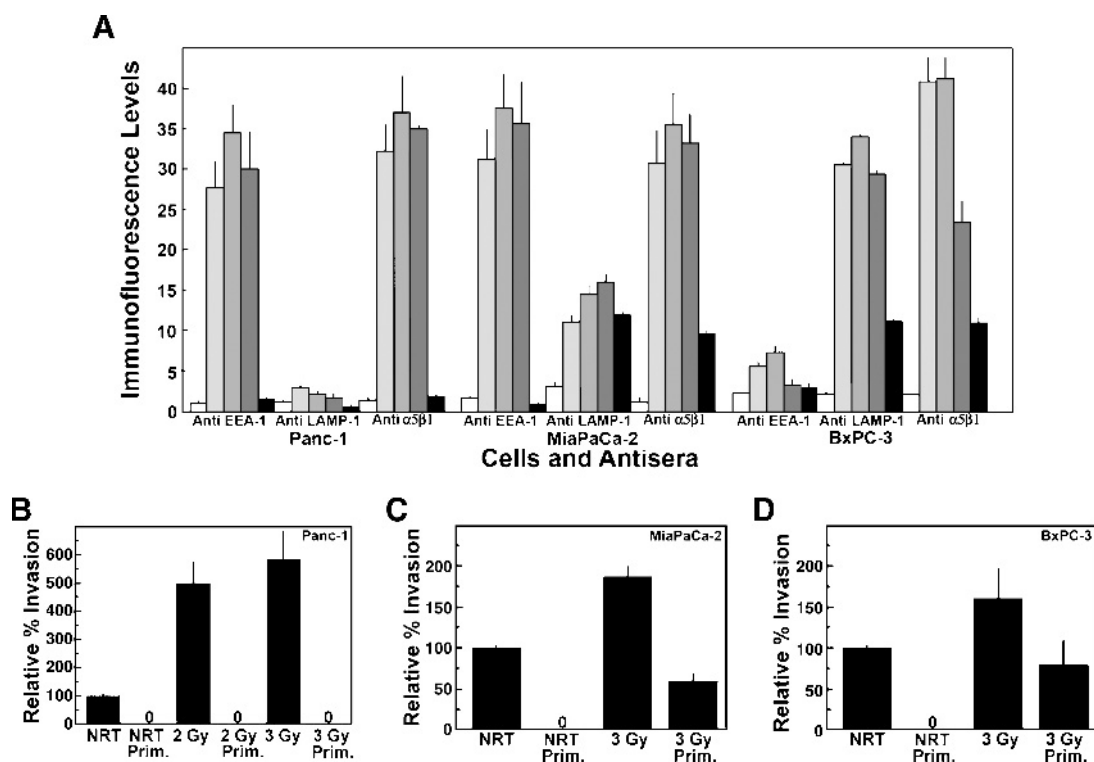 A
Immunofluorescence Levels
40
35
30
25
20
15
10
5
0
Anti EEA-1 Anti LAMP-1 Anti α5β1 Anti EEA-1 Anti LAMP-1 Anti α5β1 Anti EEA-1 Anti LAMP-1 Anti α5β1
Panc-1 MiaPaCa-2 BxPC-3
Cells and Antisera
B
Panc-1
Relative % Invasion
600
500
400
300
200
100
0
0 0 0
NRT NRT Prim. 2 Gy 2 Gy Prim. 3 Gy 3 Gy Prim.
C
MiaPaCa-2
Relative % Invasion
200
150
100
50
0
0
NRT NRT Prim. 3 Gy 3 Gy Prim.
D
BxPC-3
Relative % Invasion
200
150
100
50
0
0
NRT NRT Prim. 3 Gy 3 Gy Prim.